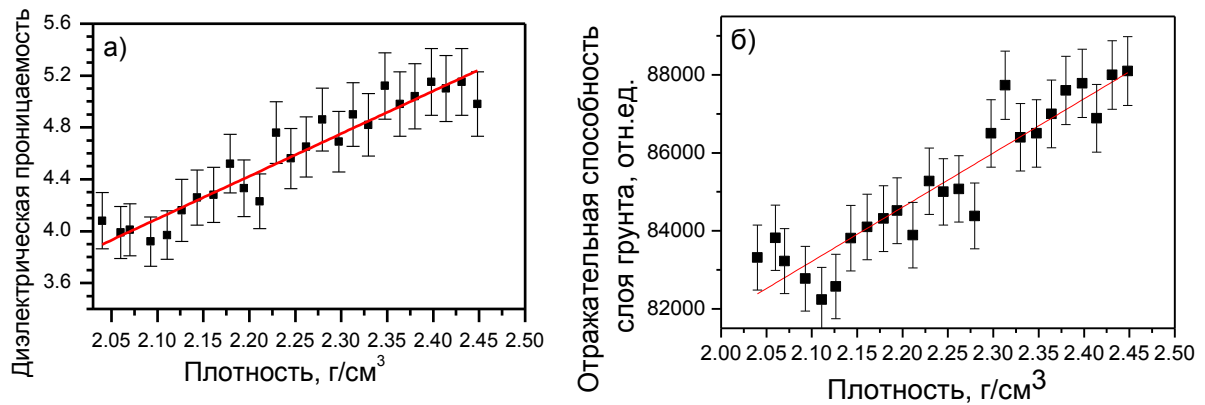 а)
Диэлектрическая проницаемость
5.6
5.2
4.8
4.4
4.0
3.6
2.05 2.10 2.15 2.20 2.25 2.30 2.35 2.40 2.45 2.50
Плотность, г/см³
б)
Отражательная способность
слоя грунта, отн.ед.
88000
86000
84000
82000
2.00 2.05 2.10 2.15 2.20 2.25 2.30 2.35 2.40 2.45 2.50
Плотность, г/см³